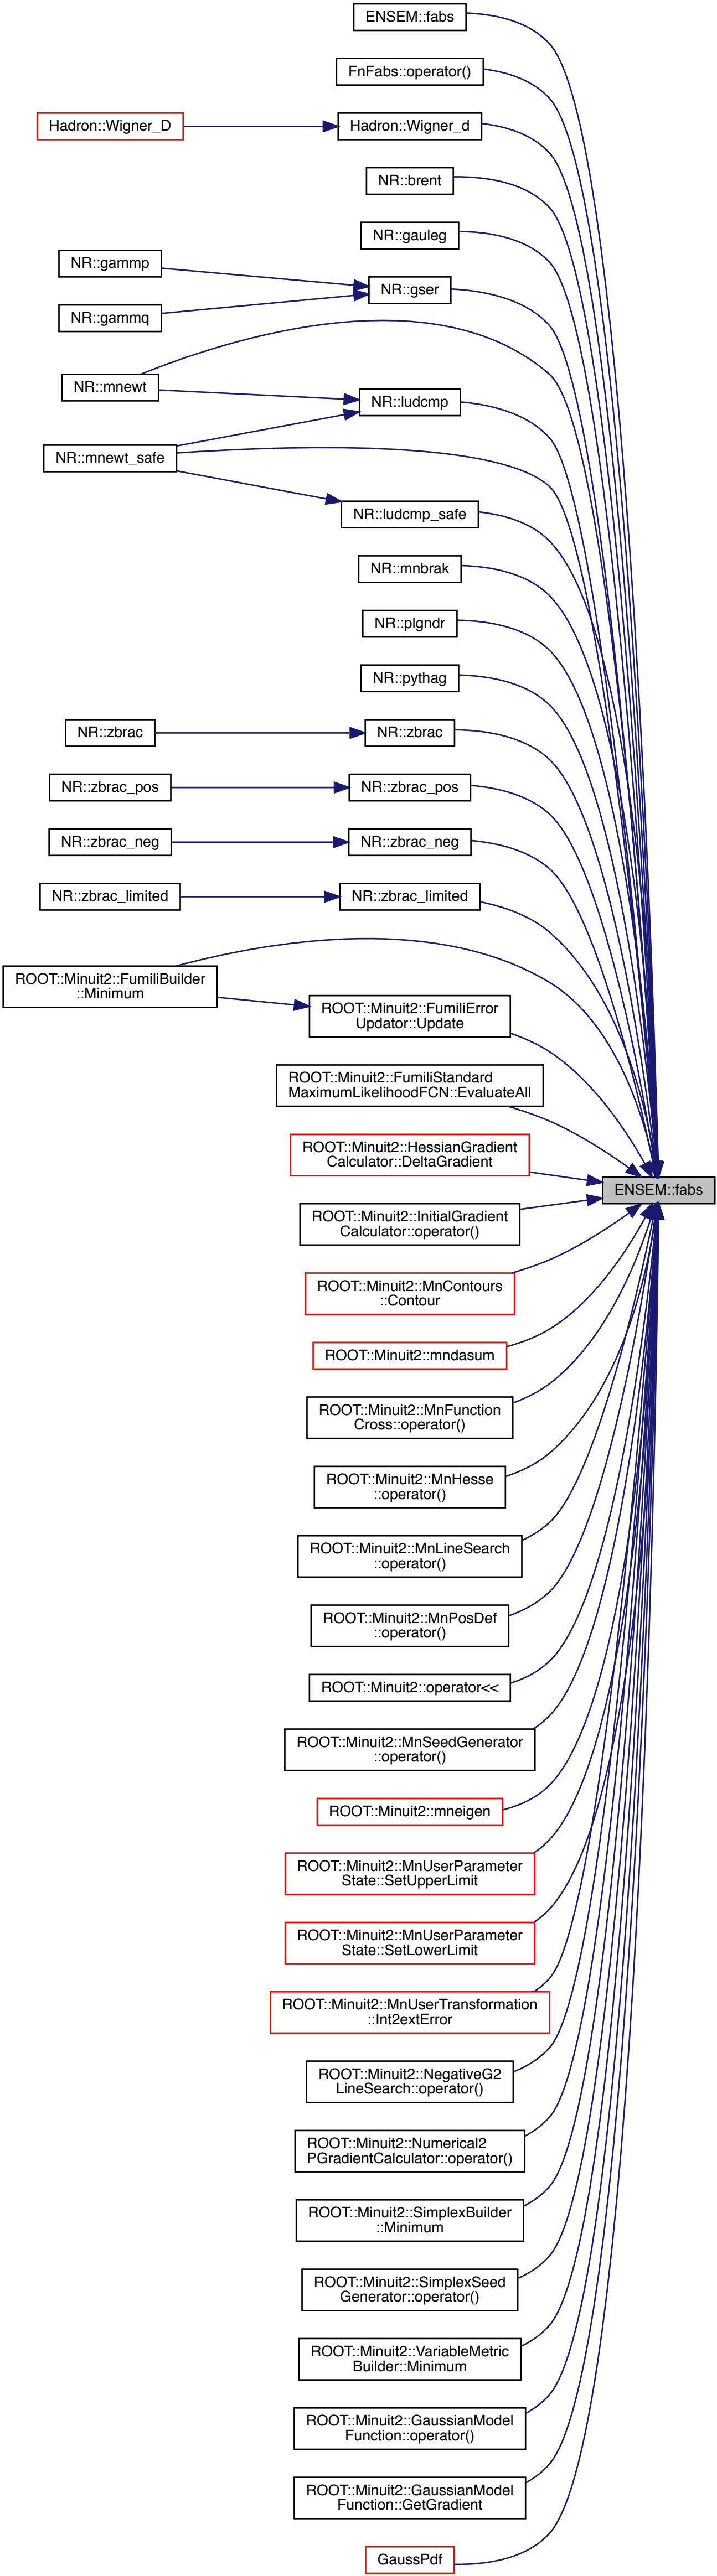 ENSEM::fabs
FnFabs::operator()
Hadron::Wigner_D
Hadron::Wigner_d
NR::brent
NR::gauleg
NR::gammp
NR::gser
NR::gammq
NR::mnewt
NR::ludcmp
NR::mnewt_safe
NR::ludcmp_safe
NR::mnbrak
NR::plgndr
NR::pythag
NR::zbrac
NR::zbrac
NR::zbrac_pos
NR::zbrac_pos
NR::zbrac_neg
NR::zbrac_neg
NR::zbrac_limited
NR::zbrac_limited
ROOT::Minuit2::FumiliBuilder
::Minimum
ROOT::Minuit2::FumiliError
Updator::Update
ROOT::Minuit2::FumiliStandard
MaximumLikelihoodFCN::EvaluateAll
ROOT::Minuit2::HessianGradient
Calculator::DeltaGradient
ENSEM::fabs
ROOT::Minuit2::InitialGradient
Calculator::operator()
ROOT::Minuit2::MnContours
::Contour
ROOT::Minuit2::mndasum
ROOT::Minuit2::MnFunction
Cross::operator()
ROOT::Minuit2::MnHesse
::operator()
ROOT::Minuit2::MnLineSearch
::operator()
ROOT::Minuit2::MnPosDef
::operator()
ROOT::Minuit2::operator<<
ROOT::Minuit2::MnSeedGenerator
::operator()
ROOT::Minuit2::mneigen
ROOT::Minuit2::MnUserParameter
State::SetUpperLimit
ROOT::Minuit2::MnUserParameter
State::SetLowerLimit
ROOT::Minuit2::MnUserTransformation
::Int2extError
ROOT::Minuit2::NegativeG2
LineSearch::operator()
ROOT::Minuit2::Numerical2
PGradientCalculator::operator()
ROOT::Minuit2::SimplexBuilder
::Minimum
ROOT::Minuit2::SimplexSeed
Generator::operator()
ROOT::Minuit2::VariableMetric
Builder::Minimum
ROOT::Minuit2::GaussianModel
Function::operator()
ROOT::Minuit2::GaussianModel
Function::GetGradient
GaussPdf